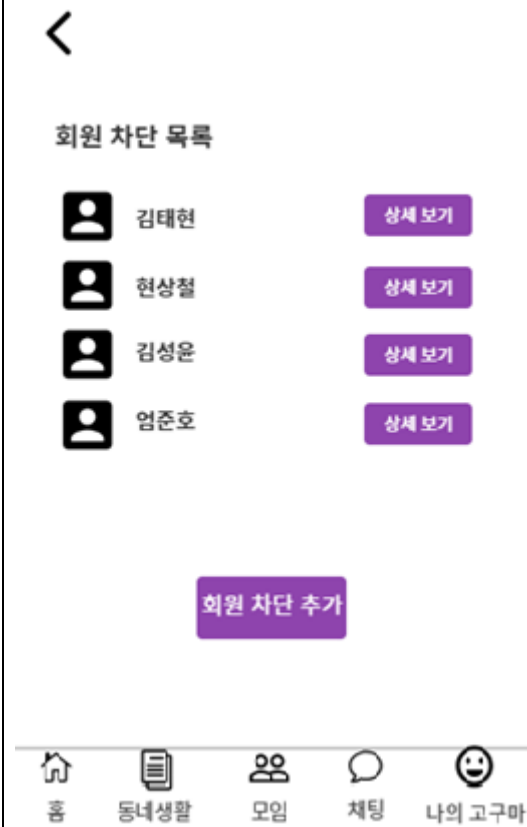 회원 차단 목록
김태현 상세 보기
현상철 상세 보기
김성윤 상세 보기
엄준호 상세 보기
회원 차단 추가
홈 동네생활 모임 채팅 나의 고구마